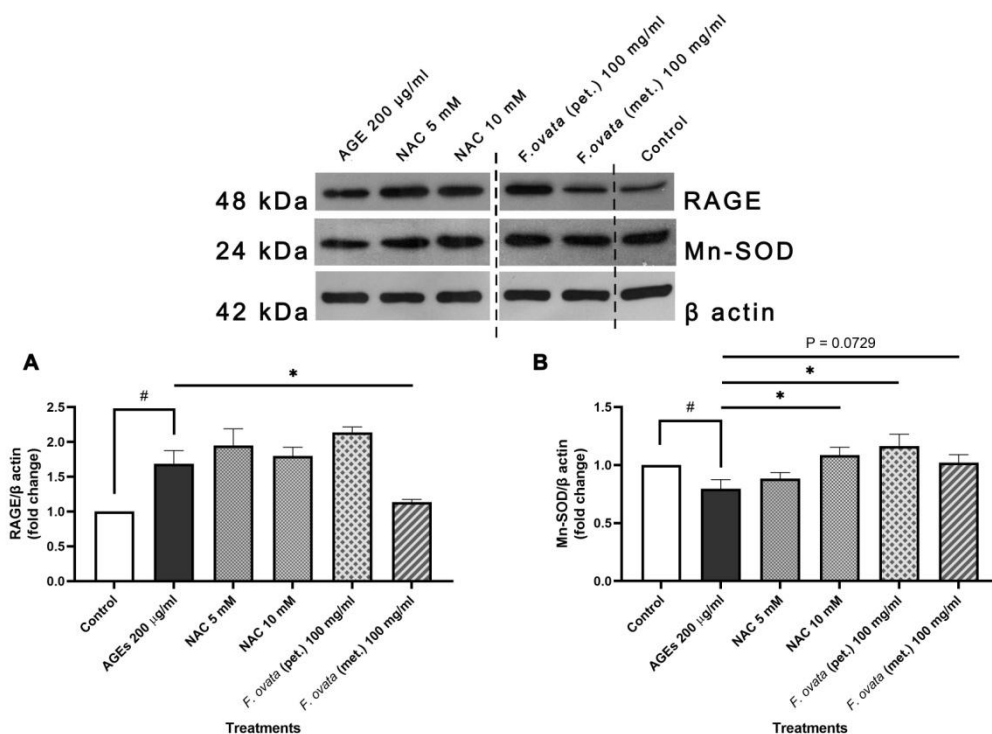 AGE 200 µg/ml
NAC 5 mM
NAC 10 mM
F.ovata (pet.) 100 mg/ml
F.ovata (met.) 100 mg/ml
Control
48 kDa
RAGE
24 kDa
Mn-SOD
42 kDa
β actin
A
#
*
RAGE/β actin
(fold change)
2.5
2.0
1.5
1.0
0.5
0.0
Control
AGEs 200 µg/ml
NAC 5 mM
NAC 10 mM
F. ovata (pet.) 100 mg/ml
F. ovata (met.) 100 mg/ml
Treatments
B
P = 0.0729
*
#
*
Mn-SOD/β actin
(fold change)
1.5
1.0
0.5
0.0
Control
AGEs 200 µg/ml
NAC 5 mM
NAC 10 mM
F. ovata (pet.) 100 mg/ml
F. ovata (met.) 100 mg/ml
Treatments